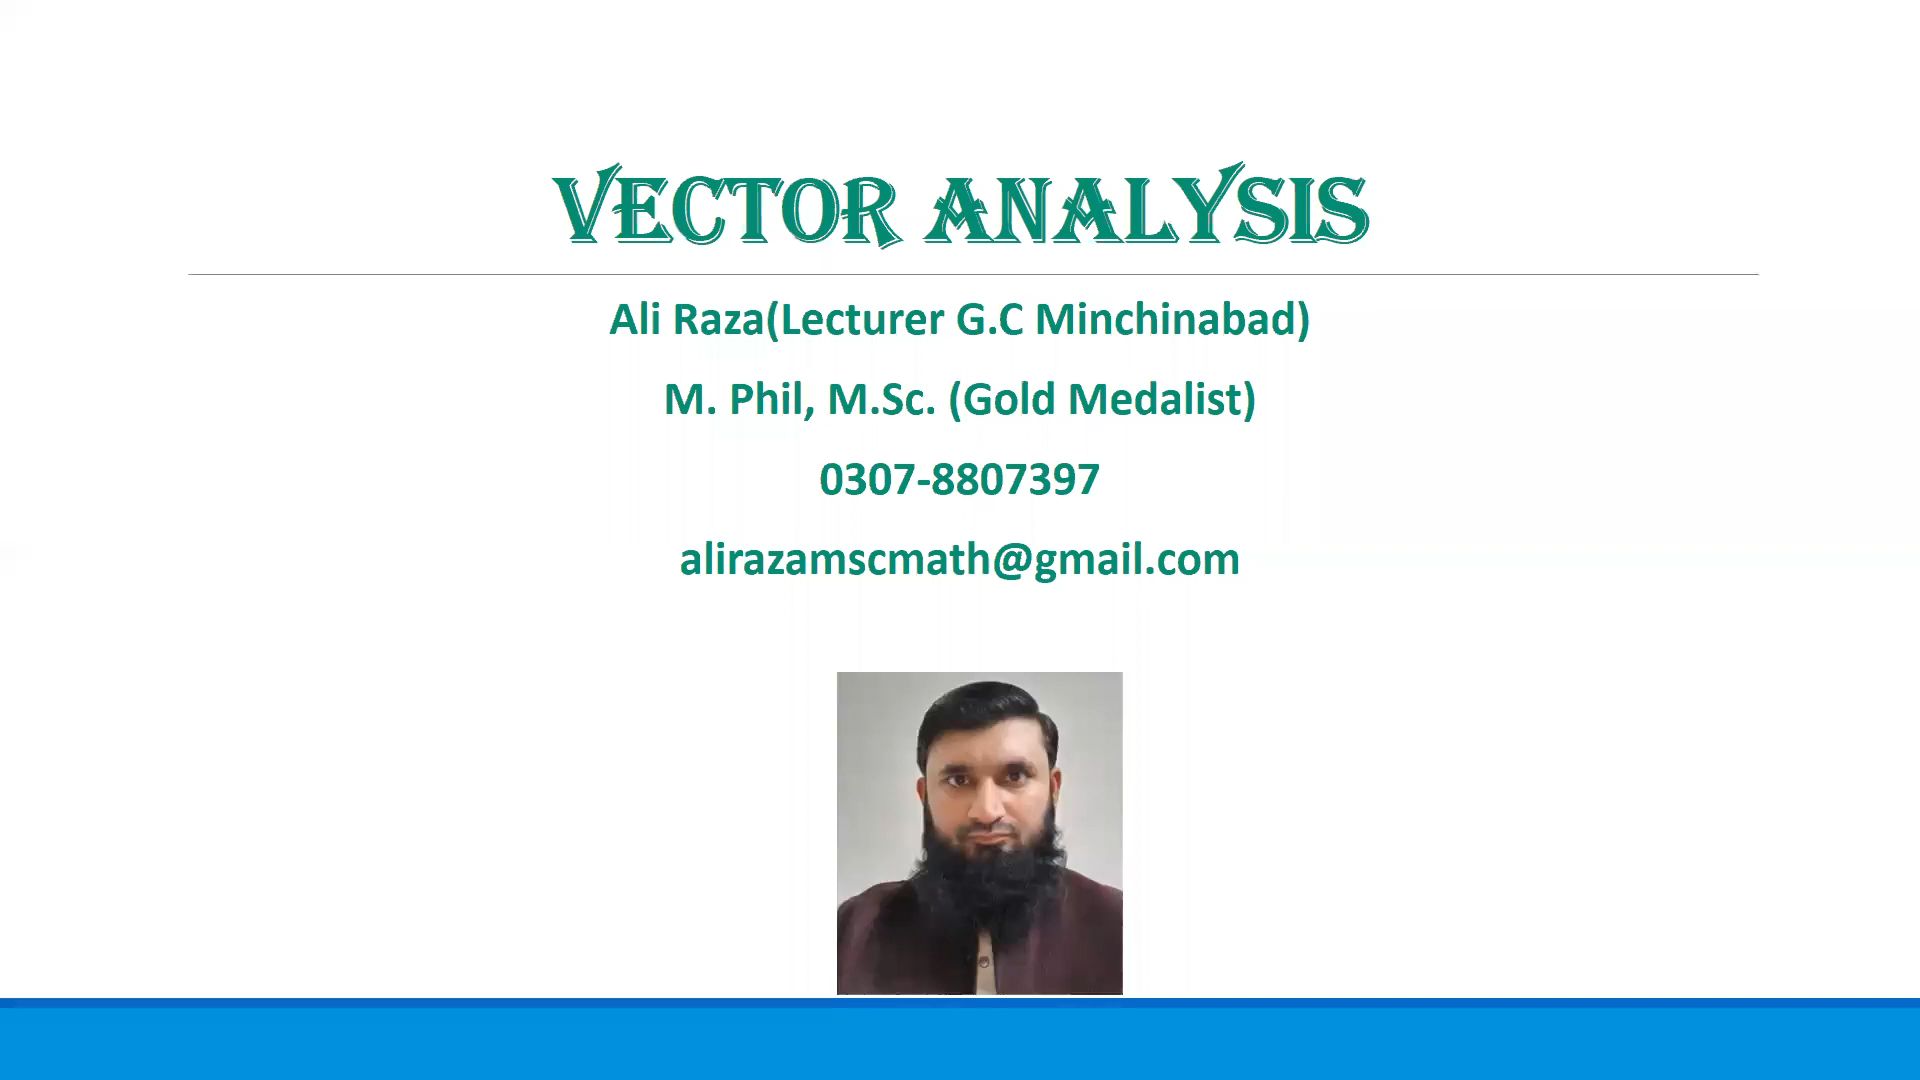 VECTOR ANALYSIS
Ali Raza(Lecturer G.C Minchinabad)
M. Phil, M.Sc. (Gold Medalist)
0307-8807397
alirazamscmath@gmail.com